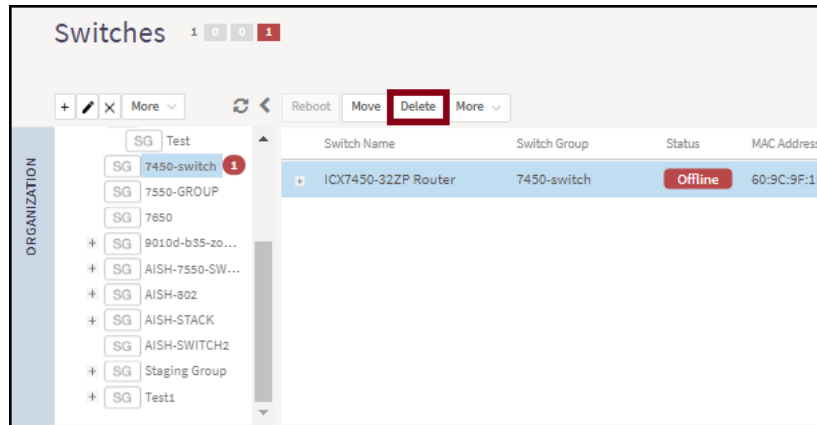 Switches 1 0 0 1
+ × More Reboot Move Delete More
ORGANIZATION
SG Test
SG 7450-switch 1
SG 7550-GROUP
SG 7650
+ SG 9010d-b35-zo...
+ SG AISH-7550-SW...
+ SG AISH-802
+ SG AISH-STACK
SG AISH-SWITCH2
+ SG Staging Group
+ SG Test1
Switch Name Switch Group Status MAC Address
+ ICX7450-32ZP Router 7450-switch Offline 60:9C:9F:1